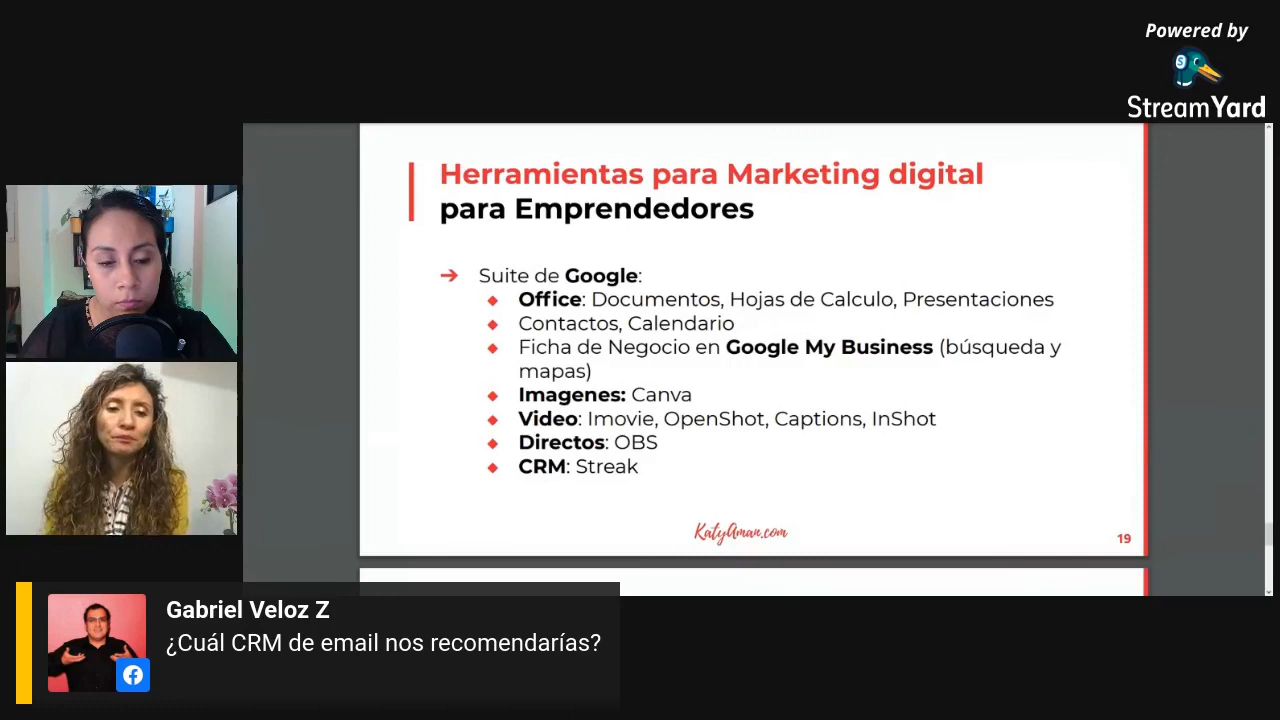 Powered by
StreamYard
Herramientas para Marketing digital
para Emprendedores
➔ Suite de Google:
◆ Office: Documentos, Hojas de Calculo, Presentaciones
◆ Contactos, Calendario
◆ Ficha de Negocio en Google My Business (búsqueda y
mapas)
◆ Imagenes: Canva
◆ Video: Imovie, OpenShot, Captions, InShot
◆ Directos: OBS
◆ CRM: Streak
KatyAman.com
19
Gabriel Veloz Z
¿Cuál CRM de email nos recomendarías?